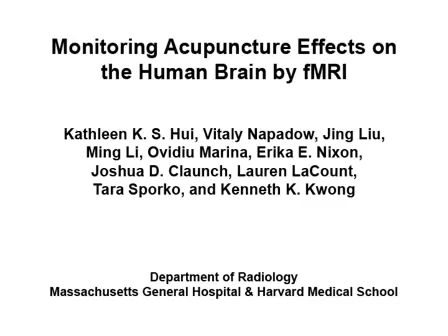 Monitoring Acupuncture Effects on
the Human Brain by fMRI
Kathleen K. S. Hui, Vitaly Napadow, Jing Liu,
Ming Li, Ovidiu Marina, Erika E. Nixon,
Joshua D. Claunch, Lauren LaCount,
Tara Sporko, and Kenneth K. Kwong
Department of Radiology
Massachusetts General Hospital & Harvard Medical School